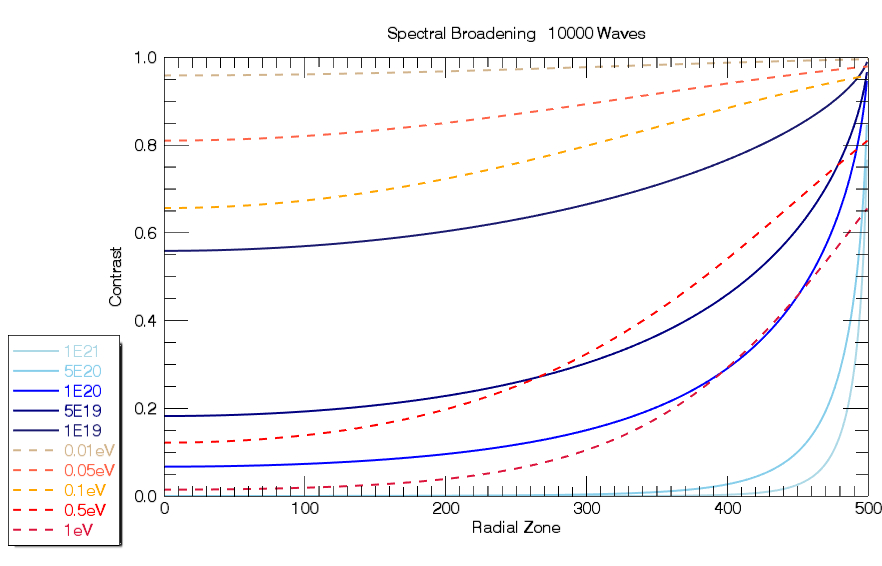 Spectral Broadening 10000 Waves
1.0
0.8
0.6
0.4
0.2
0.0
Contrast
0 100 200 300 400 500
Radial Zone
1E21
5E20
1E20
5E19
1E19
0.01eV
0.05eV
0.1eV
0.5eV
1eV